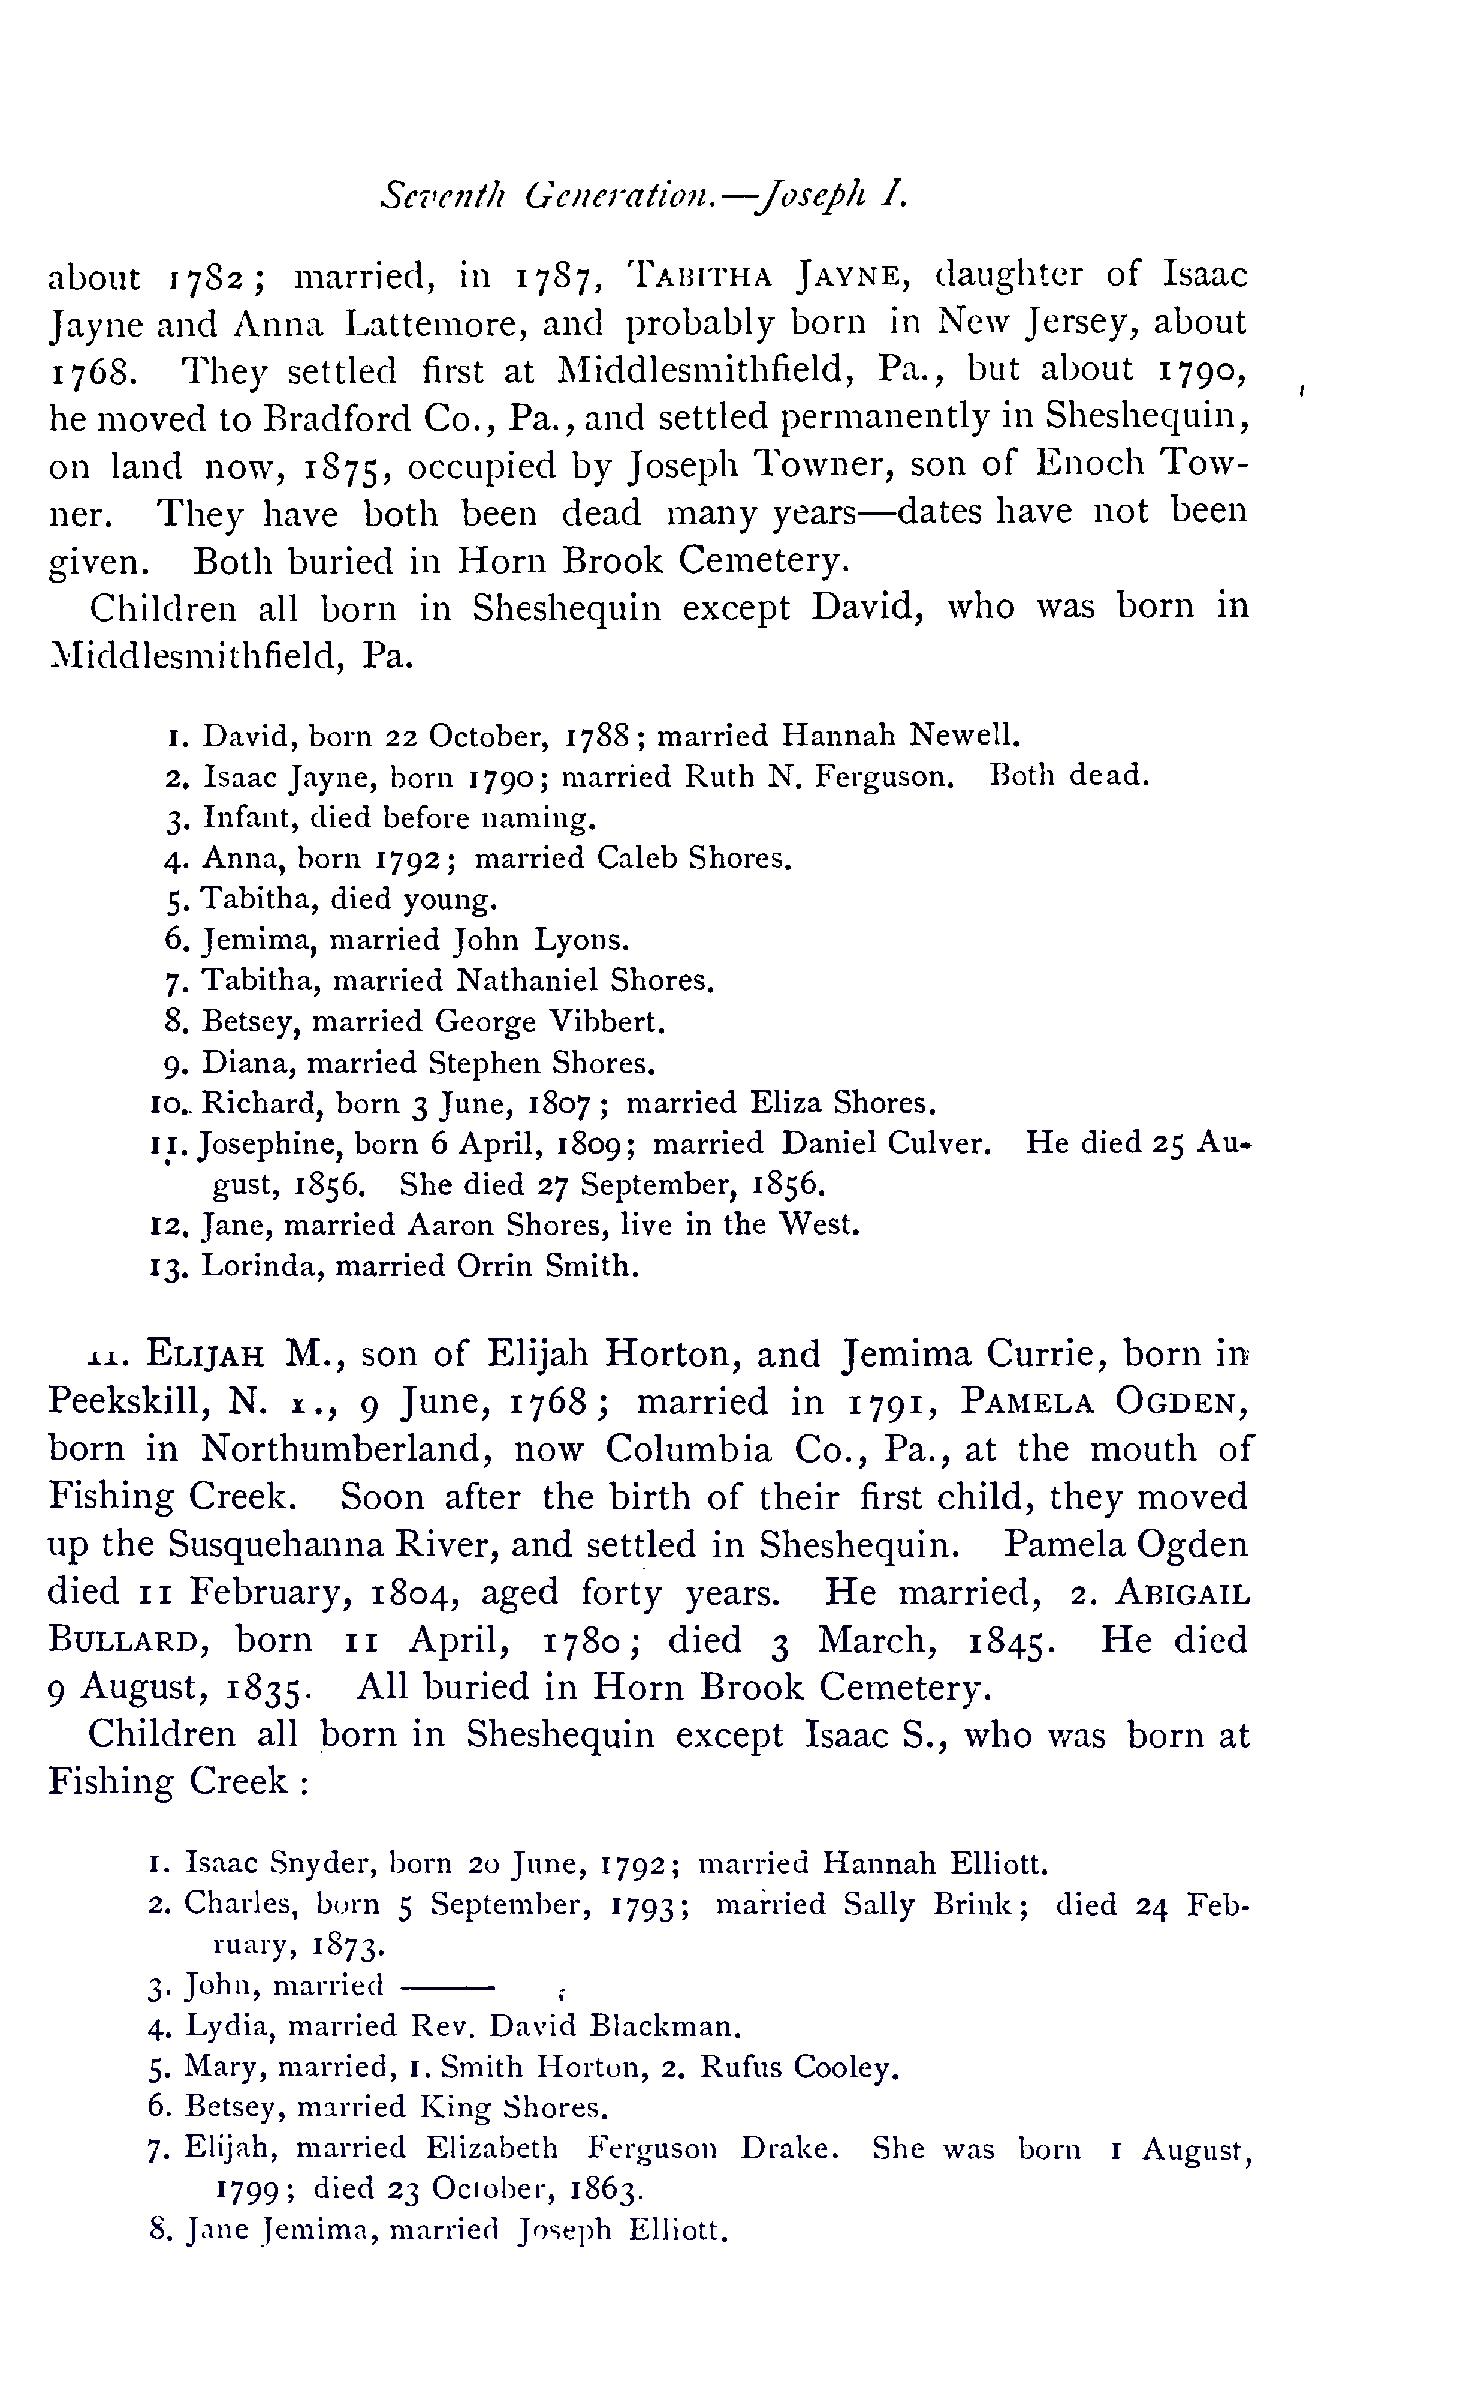 Seventh Generation.—Joseph I.
about 1782; married, in 1787, TABITHA JAYNE, daughter of Isaac
Jayne and Anna Lattemore, and probably born in New Jersey, about
1768. They settled first at Middlesmithfield, Pa., but about 1790,
he moved to Bradford Co., Pa., and settled permanently in Sheshequin,
on land now, 1875, occupied by Joseph Towner, son of Enoch Tow-
ner. They have both been dead many years—dates have not been
given. Both buried in Horn Brook Cemetery.
Children all born in Sheshequin except David, who was born in
Middlesmithfield, Pa.
1. David, born 22 October, 1788; married Hannah Newell.
2. Isaac Jayne, born 1790; married Ruth N. Ferguson. Both dead.
3. Infant, died before naming.
4. Anna, born 1792; married Caleb Shores.
5. Tabitha, died young.
6. Jemima, married John Lyons.
7. Tabitha, married Nathaniel Shores.
8. Betsey, married George Vibbert.
9. Diana, married Stephen Shores.
10. Richard, born 3 June, 1807; married Eliza Shores.
11. Josephine, born 6 April, 1809; married Daniel Culver. He died 25 Au-
gust, 1856. She died 27 September, 1856.
12. Jane, married Aaron Shores, live in the West.
13. Lorinda, married Orrin Smith.
11. ELIJAH M., son of Elijah Horton, and Jemima Currie, born in
Peekskill, N. Y., 9 June, 1768; married in 1791, PAMELA OGDEN,
born in Northumberland, now Columbia Co., Pa., at the mouth of
Fishing Creek. Soon after the birth of their first child, they moved
up the Susquehanna River, and settled in Sheshequin. Pamela Ogden
died 11 February, 1804, aged forty years. He married, 2. ABIGAIL
BULLARD, born 11 April, 1780; died 3 March, 1845. He died
9 August, 1835. All buried in Horn Brook Cemetery.
Children all born in Sheshequin except Isaac S., who was born at
Fishing Creek:
1. Isaac Snyder, born 20 June, 1792; married Hannah Elliott.
2. Charles, born 5 September, 1793; married Sally Brink; died 24 Feb-
ruary, 1873.
3. John, married ———
4. Lydia, married Rev. David Blackman.
5. Mary, married, 1. Smith Horton, 2. Rufus Cooley.
6. Betsey, married King Shores.
7. Elijah, married Elizabeth Ferguson Drake. She was born 1 August,
1799; died 23 October, 1863.
8. Jane Jemima, married Joseph Elliott.